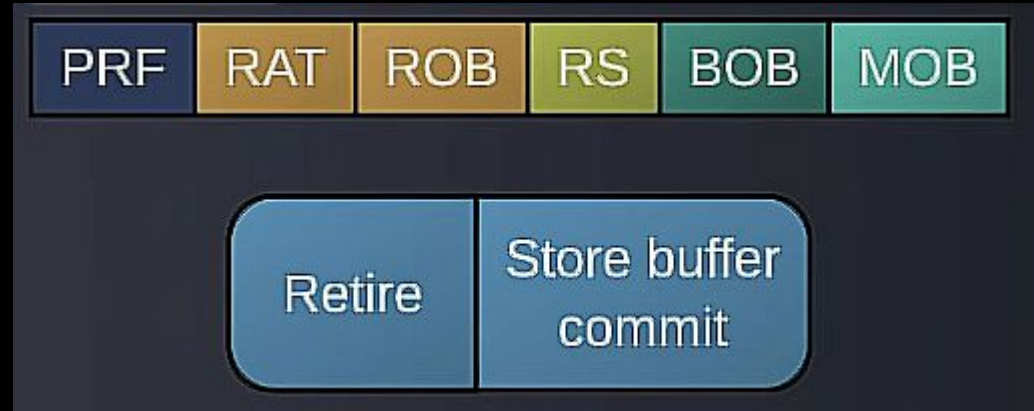 PRF RAT ROB RS BOB MOB
Retire
Store buffer
commit